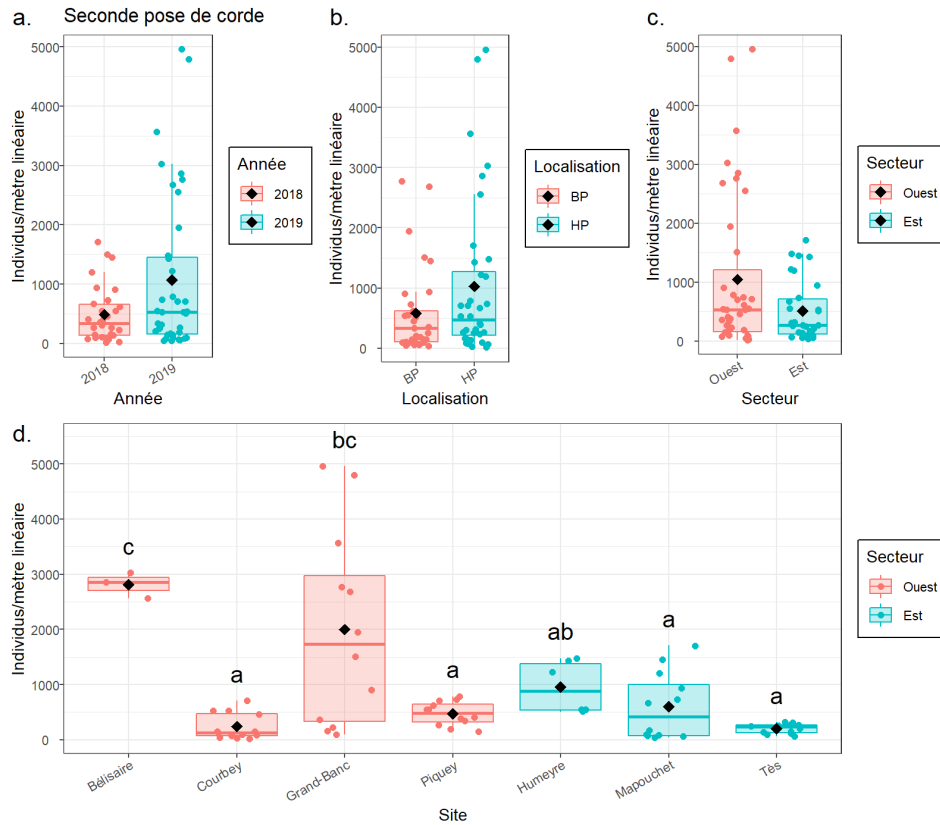 a.
Seconde pose de corde
b.
c.
Individus/mètre linéaire
5000
4000
3000
2000
1000
0
2018
2019
Année
Année
2018
2019
Individus/mètre linéaire
5000
4000
3000
2000
1000
0
BP
HP
Localisation
Localisation
BP
HP
Individus/mètre linéaire
5000
4000
3000
2000
1000
0
Ouest
Est
Secteur
Secteur
Ouest
Est
d.
Individus/mètre linéaire
5000
4000
3000
2000
1000
0
c
a
bc
a
ab
a
a
Bélisaire
Courbey
Grand-Banc
Piquey
Humeyre
Mapouchet
Tès
Site
Secteur
Ouest
Est